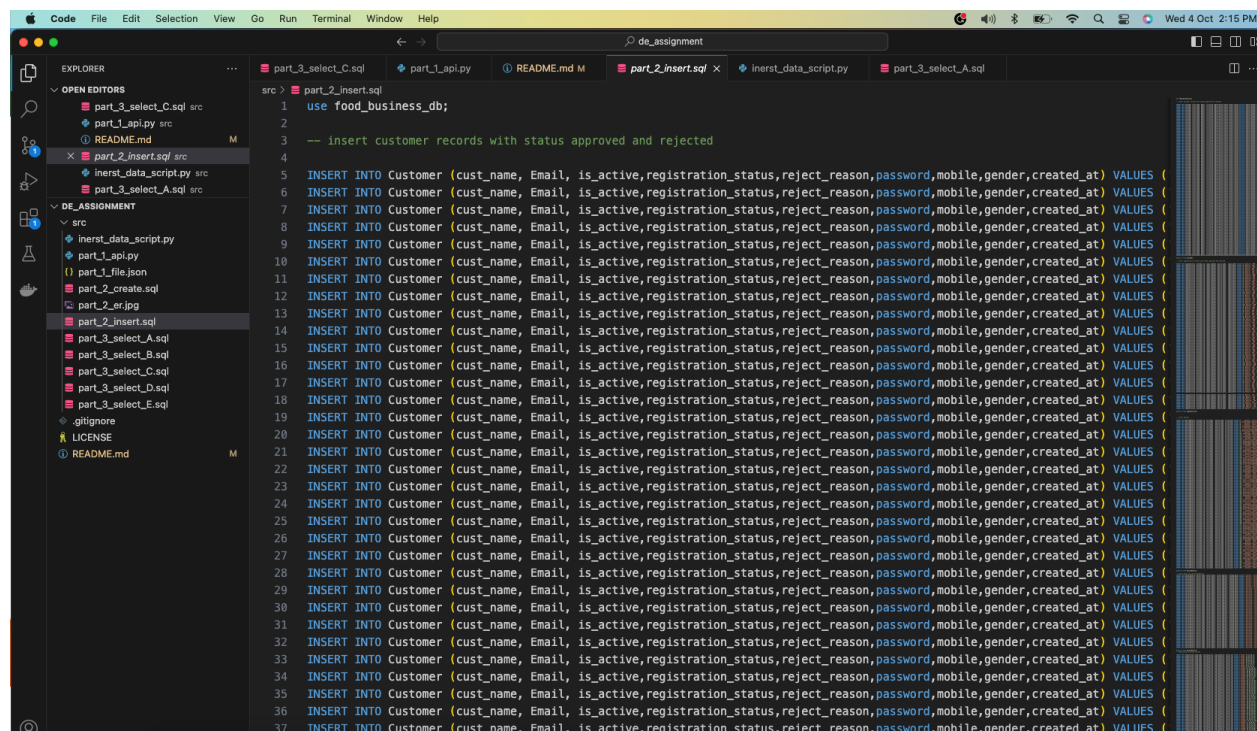 Code File Edit Selection View Go Run Terminal Window Help Wed 4 Oct 2:15 PM
de_assignment
EXPLORER
part_3_select_C.sql part_1_api.py README.md M part_2_insert.sql inerst_data_script.py part_3_select_A.sql
OPEN EDITORS
part_3_select_C.sql src
part_1_api.py src
README.md M
part_2_insert.sql src
inerst_data_script.py src
part_3_select_A.sql src
DE_ASSIGNMENT
src
inerst_data_script.py
part_1_api.py
part_1_file.json
part_2_create.sql
part_2_er.jpg
part_2_insert.sql
part_3_select_A.sql
part_3_select_B.sql
part_3_select_C.sql
part_3_select_D.sql
part_3_select_E.sql
.gitignore
LICENSE
README.md M
1
1
src > part_2_insert.sql
1 use food_business_db;
2
3 -- insert customer records with status approved and rejected
4
5 INSERT INTO Customer (cust_name, Email, is_active,registration_status,reject_reason,password,mobile,gender,created_at) VALUES (
6 INSERT INTO Customer (cust_name, Email, is_active,registration_status,reject_reason,password,mobile,gender,created_at) VALUES (
7 INSERT INTO Customer (cust_name, Email, is_active,registration_status,reject_reason,password,mobile,gender,created_at) VALUES (
8 INSERT INTO Customer (cust_name, Email, is_active,registration_status,reject_reason,password,mobile,gender,created_at) VALUES (
9 INSERT INTO Customer (cust_name, Email, is_active,registration_status,reject_reason,password,mobile,gender,created_at) VALUES (
10 INSERT INTO Customer (cust_name, Email, is_active,registration_status,reject_reason,password,mobile,gender,created_at) VALUES (
11 INSERT INTO Customer (cust_name, Email, is_active,registration_status,reject_reason,password,mobile,gender,created_at) VALUES (
12 INSERT INTO Customer (cust_name, Email, is_active,registration_status,reject_reason,password,mobile,gender,created_at) VALUES (
13 INSERT INTO Customer (cust_name, Email, is_active,registration_status,reject_reason,password,mobile,gender,created_at) VALUES (
14 INSERT INTO Customer (cust_name, Email, is_active,registration_status,reject_reason,password,mobile,gender,created_at) VALUES (
15 INSERT INTO Customer (cust_name, Email, is_active,registration_status,reject_reason,password,mobile,gender,created_at) VALUES (
16 INSERT INTO Customer (cust_name, Email, is_active,registration_status,reject_reason,password,mobile,gender,created_at) VALUES (
17 INSERT INTO Customer (cust_name, Email, is_active,registration_status,reject_reason,password,mobile,gender,created_at) VALUES (
18 INSERT INTO Customer (cust_name, Email, is_active,registration_status,reject_reason,password,mobile,gender,created_at) VALUES (
19 INSERT INTO Customer (cust_name, Email, is_active,registration_status,reject_reason,password,mobile,gender,created_at) VALUES (
20 INSERT INTO Customer (cust_name, Email, is_active,registration_status,reject_reason,password,mobile,gender,created_at) VALUES (
21 INSERT INTO Customer (cust_name, Email, is_active,registration_status,reject_reason,password,mobile,gender,created_at) VALUES (
22 INSERT INTO Customer (cust_name, Email, is_active,registration_status,reject_reason,password,mobile,gender,created_at) VALUES (
23 INSERT INTO Customer (cust_name, Email, is_active,registration_status,reject_reason,password,mobile,gender,created_at) VALUES (
24 INSERT INTO Customer (cust_name, Email, is_active,registration_status,reject_reason,password,mobile,gender,created_at) VALUES (
25 INSERT INTO Customer (cust_name, Email, is_active,registration_status,reject_reason,password,mobile,gender,created_at) VALUES (
26 INSERT INTO Customer (cust_name, Email, is_active,registration_status,reject_reason,password,mobile,gender,created_at) VALUES (
27 INSERT INTO Customer (cust_name, Email, is_active,registration_status,reject_reason,password,mobile,gender,created_at) VALUES (
28 INSERT INTO Customer (cust_name, Email, is_active,registration_status,reject_reason,password,mobile,gender,created_at) VALUES (
29 INSERT INTO Customer (cust_name, Email, is_active,registration_status,reject_reason,password,mobile,gender,created_at) VALUES (
30 INSERT INTO Customer (cust_name, Email, is_active,registration_status,reject_reason,password,mobile,gender,created_at) VALUES (
31 INSERT INTO Customer (cust_name, Email, is_active,registration_status,reject_reason,password,mobile,gender,created_at) VALUES (
32 INSERT INTO Customer (cust_name, Email, is_active,registration_status,reject_reason,password,mobile,gender,created_at) VALUES (
33 INSERT INTO Customer (cust_name, Email, is_active,registration_status,reject_reason,password,mobile,gender,created_at) VALUES (
34 INSERT INTO Customer (cust_name, Email, is_active,registration_status,reject_reason,password,mobile,gender,created_at) VALUES (
35 INSERT INTO Customer (cust_name, Email, is_active,registration_status,reject_reason,password,mobile,gender,created_at) VALUES (
36 INSERT INTO Customer (cust_name, Email, is_active,registration_status,reject_reason,password,mobile,gender,created_at) VALUES (
37 INSERT INTO Customer (cust_name, Email, is_active,registration_status,reject_reason,password,mobile,gender,created_at) VALUES (